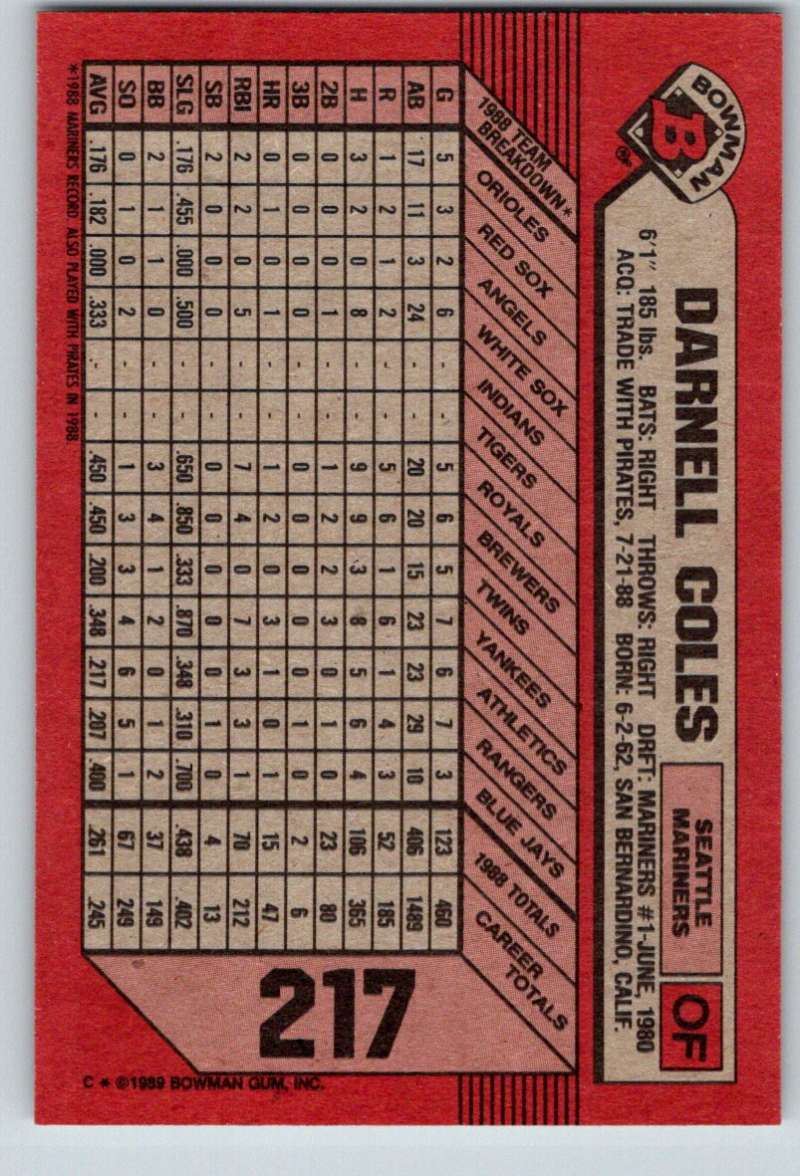 BOWMAN
B
DARNELL COLES
SEATTLE
MARINERS
OF
6'1" 185 lbs. BATS: RIGHT THROWS: RIGHT DRFT: MARINERS #1-JUNE, 1980
ACQ: TRADE WITH PIRATES, 7-21-88 BORN: 6-2-62, SAN BERNARDINO, CALIF.
1988 TEAM
BREAKDOWN*
ORIOLES
RED SOX
ANGELS
WHITE SOX
INDIANS
TIGERS
ROYALS
BREWERS
TWINS
YANKEES
ATHLETICS
RANGERS
BLUE JAYS
1988 TOTALS
CAREER
TOTALS
G 5 3 2 6 - - 5 6 5 7 6 7 3 123 460
AB 17 11 3 24 - - 20 20 15 23 23 29 10 406 1489
R 1 2 1 2 - - 5 6 1 6 1 4 3 52 185
H 3 2 0 8 - - 9 9 3 8 5 6 4 106 365
2B 0 0 0 1 - - 1 2 2 3 0 1 0 23 80
3B 0 0 0 0 - - 0 0 0 0 0 1 0 2 6
HR 0 1 0 1 - - 1 2 0 3 1 0 1 15 47
RBI 2 2 0 5 - - 7 4 1 7 3 3 1 70 212
SB 2 0 0 0 - - 0 0 0 0 0 1 0 4 13
SLG .176 .455 .000 .500 - - .650 .850 .333 .870 .348 .310 .700 .438 .402
BB 2 1 1 0 - - 3 4 1 2 0 1 2 37 149
SO 0 1 0 2 - - 1 3 3 4 6 5 1 67 249
AVG .176 .182 .000 .333 - - .450 .450 .200 .348 .217 .207 .400 .261 .245
*1988 MARINERS RECORD. ALSO PLAYED WITH PIRATES IN 1988.
217
C * ©1989 BOWMAN GUM, INC.